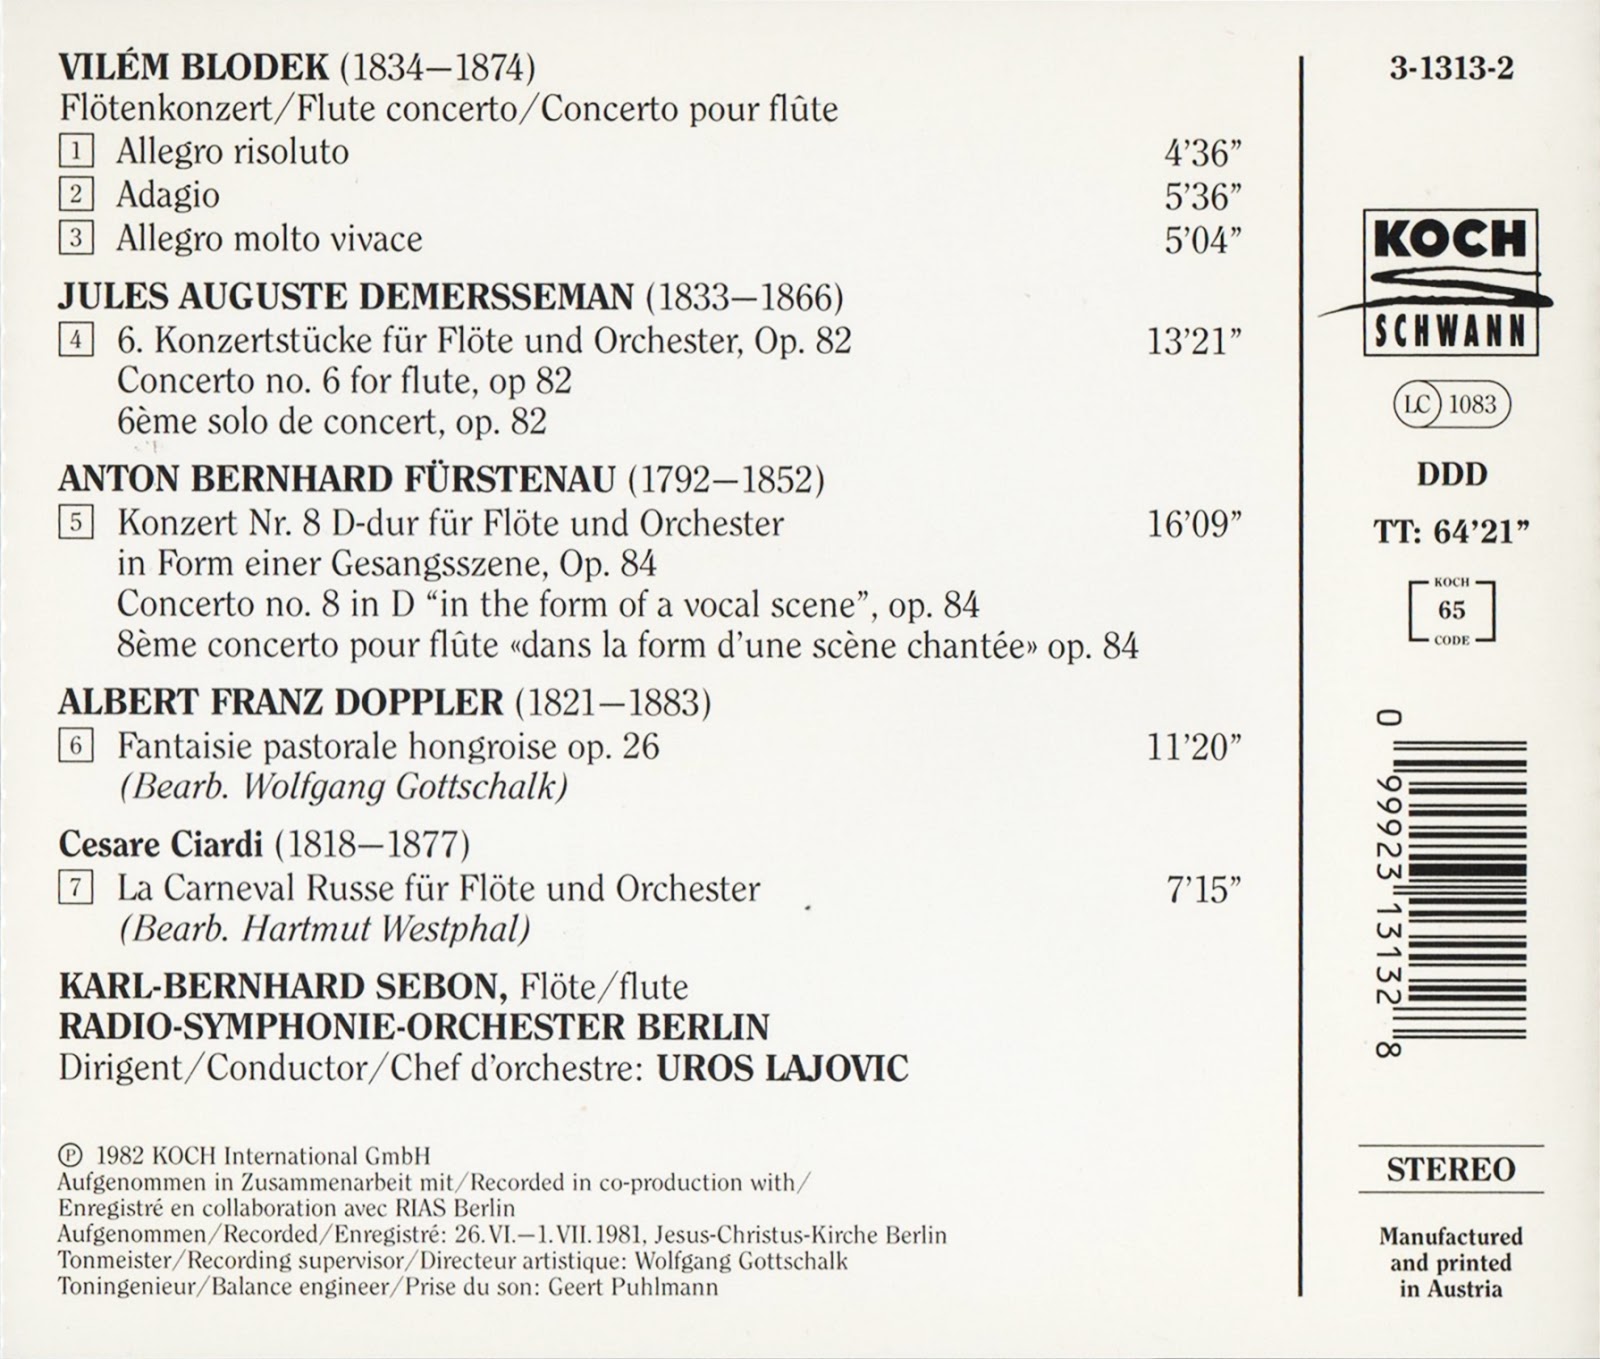 VILÉM BLODEK (1834–1874)
Flötenkonzert/Flute concerto/Concerto pour flûte
1 Allegro risoluto 4’36”
2 Adagio 5’36”
3 Allegro molto vivace 5’04”
JULES AUGUSTE DEMERSSEMAN (1833–1866)
4 6. Konzertstücke für Flöte und Orchester, Op. 82 13’21”
Concerto no. 6 for flute, op 82
6ème solo de concert, op. 82
ANTON BERNHARD FÜRSTENAU (1792–1852)
5 Konzert Nr. 8 D-dur für Flöte und Orchester 16’09”
in Form einer Gesangsszene, Op. 84
Concerto no. 8 in D “in the form of a vocal scene”, op. 84
8ème concerto pour flûte «dans la form d’une scène chantée» op. 84
ALBERT FRANZ DOPPLER (1821–1883)
6 Fantaisie pastorale hongroise op. 26 11’20”
(Bearb. Wolfgang Gottschalk)
Cesare Ciardi (1818–1877)
7 La Carneval Russe für Flöte und Orchester 7’15”
(Bearb. Hartmut Westphal)
KARL-BERNHARD SEBON, Flöte/flute
RADIO-SYMPHONIE-ORCHESTER BERLIN
Dirigent/Conductor/Chef d’orchestre: UROS LAJOVIC
Ⓟ 1982 KOCH International GmbH
Aufgenommen in Zusammenarbeit mit/Recorded in co-production with/
Enregistré en collaboration avec RIAS Berlin
Aufgenommen/Recorded/Enregistré: 26.VI.–1.VII.1981, Jesus-Christus-Kirche Berlin
Tonmeister/Recording supervisor/Directeur artistique: Wolfgang Gottschalk
Toningenieur/Balance engineer/Prise du son: Geert Puhlmann
3-1313-2
KOCH
SCHWANN
LC 1083
DDD
TT: 64’21”
KOCH
65
CODE
0 99923 13132 8
STEREO
Manufactured
and printed
in Austria